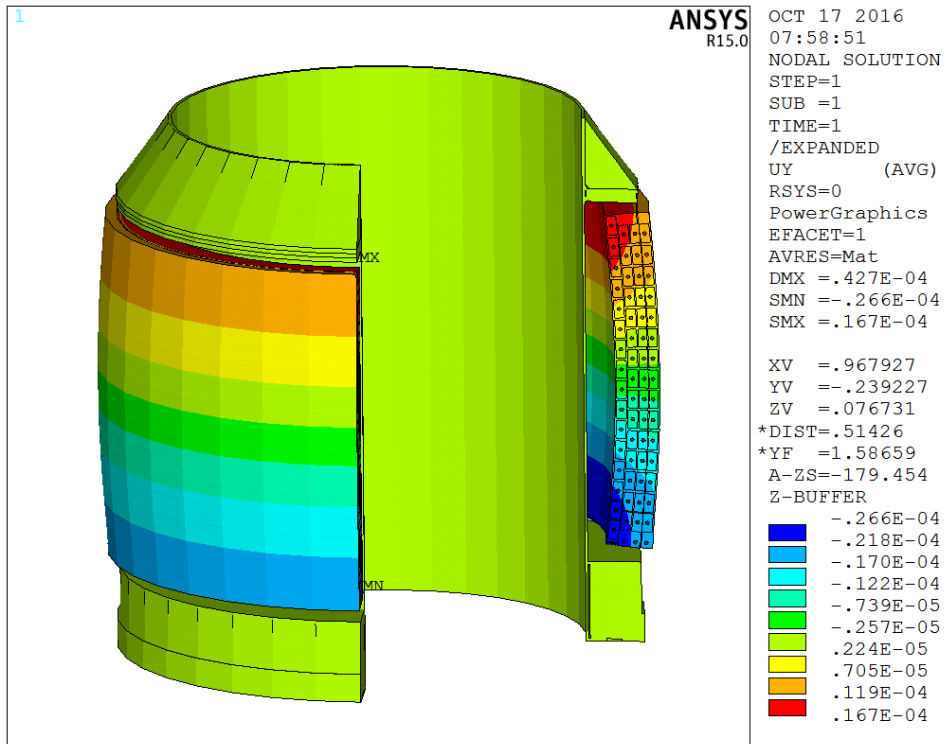 1
ANSYS
R15.0
OCT 17 2016
07:58:51
NODAL SOLUTION
STEP=1
SUB =1
TIME=1
/EXPANDED
UY (AVG)
RSYS=0
PowerGraphics
EFACET=1
AVRES=Mat
DMX =.427E-04
SMN =-.266E-04
SMX =.167E-04
XV =.967927
YV =-.239227
ZV =.076731
*DIST=.51426
*YF =1.58659
A-ZS=-179.454
Z-BUFFER
-.266E-04
-.218E-04
-.170E-04
-.122E-04
-.739E-05
-.257E-05
.224E-05
.705E-05
.119E-04
.167E-04
MX
MN